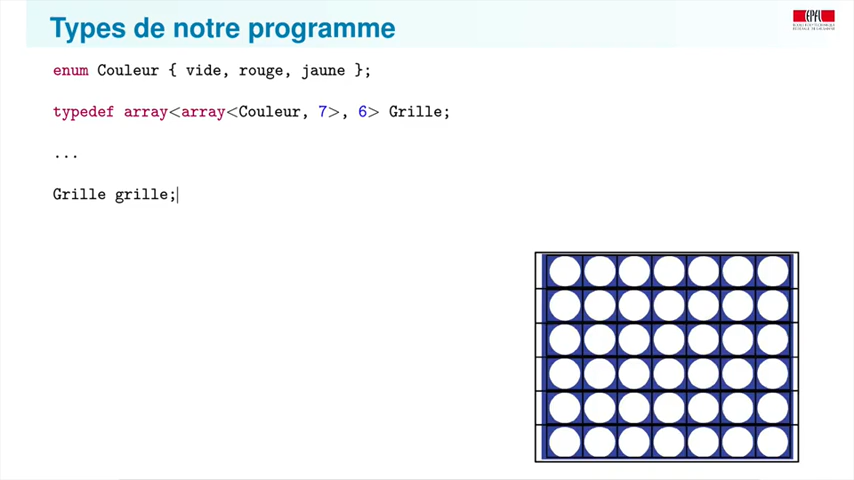 Types de notre programme
EPFL
enum Couleur { vide, rouge, jaune };
typedef array<array<Couleur, 7>, 6> Grille;
...
Grille grille;